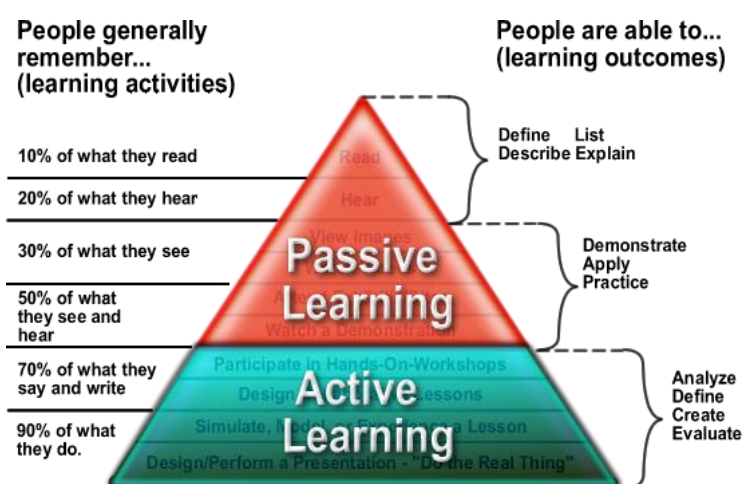 People generally
remember...
(learning activities)
People are able to...
(learning outcomes)
10% of what they read
20% of what they hear
30% of what they see
50% of what
they see and
hear
70% of what they
say and write
90% of what
they do.
Read
Hear
View Images
Watch a Demonstration
Passive
Learning
Participate in Hands-On-Workshops
Design Lessons
Simulate, Model or Experience a Lesson
Design/Perform a Presentation - "Do the Real Thing"
Active
Learning
Define List
Describe Explain
Demonstrate
Apply
Practice
Analyze
Define
Create
Evaluate